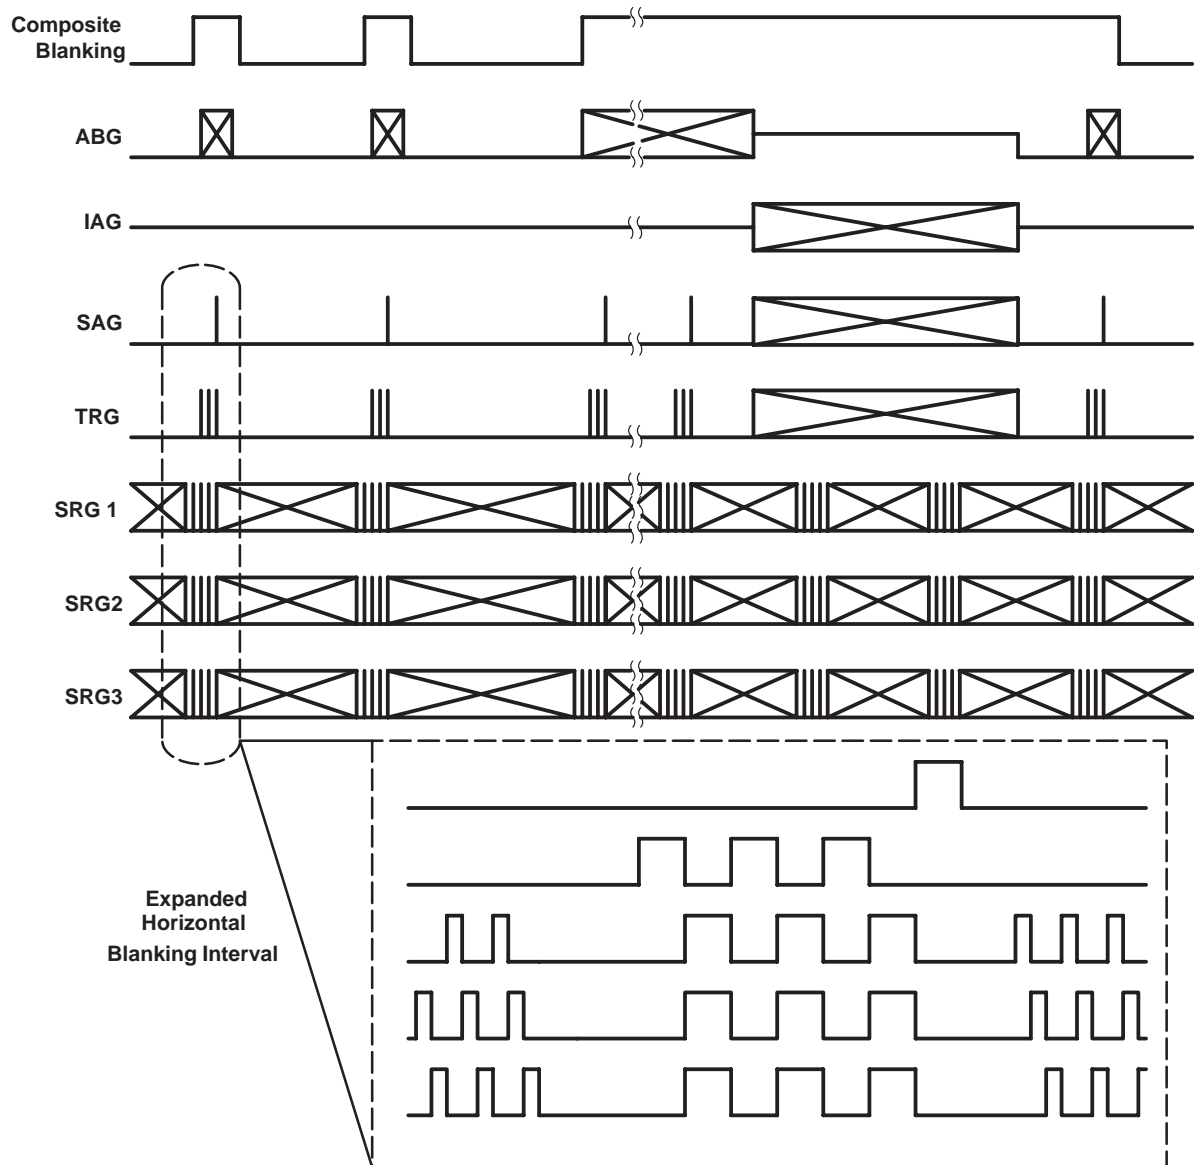 Composite
Blanking
ABG
IAG
SAG
TRG
SRG 1
SRG2
SRG3
Expanded
Horizontal
Blanking Interval